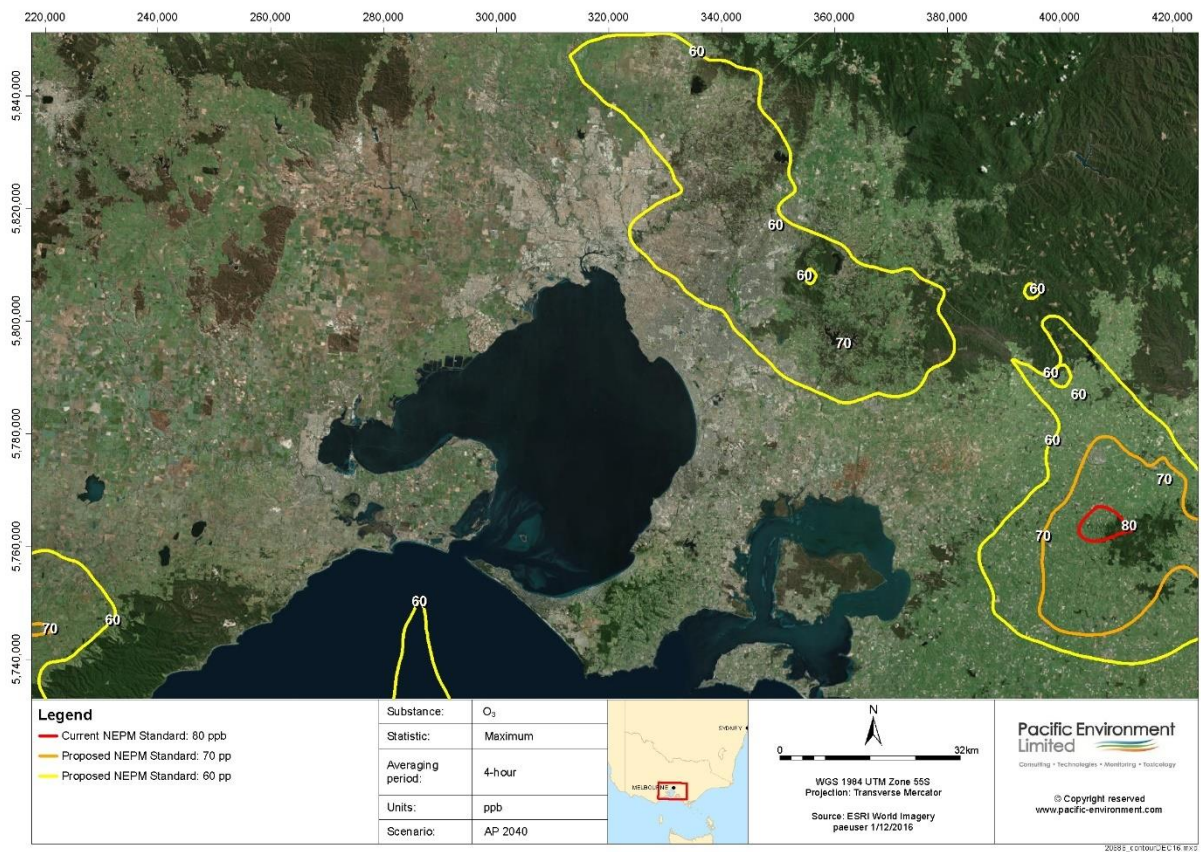 220,000 260,000 280,000 300,000 320,000 340,000 360,000 380,000 400,000 420,000
5,840,000
5,820,000
5,800,000
5,780,000
5,760,000
5,740,000
60
60
60
60
70
60
60
60
70
70
80
60
70
60
Legend
Current NEPM Standard: 80 ppb
Proposed NEPM Standard: 70 pp
Proposed NEPM Standard: 60 pp
Substance: O₃
Statistic: Maximum
Averaging period: 4-hour
Units: ppb
Scenario: AP 2040
SYDNEY
MELBOURNE
N
0 32km
WGS 1984 UTM Zone 55S
Projection: Transverse Mercator
Source: ESRI World Imagery
paeuser 1/12/2016
Pacific Environment
Limited
Consulting • Technologies • Monitoring • Toxicology
© Copyright reserved
www.pacific-environment.com